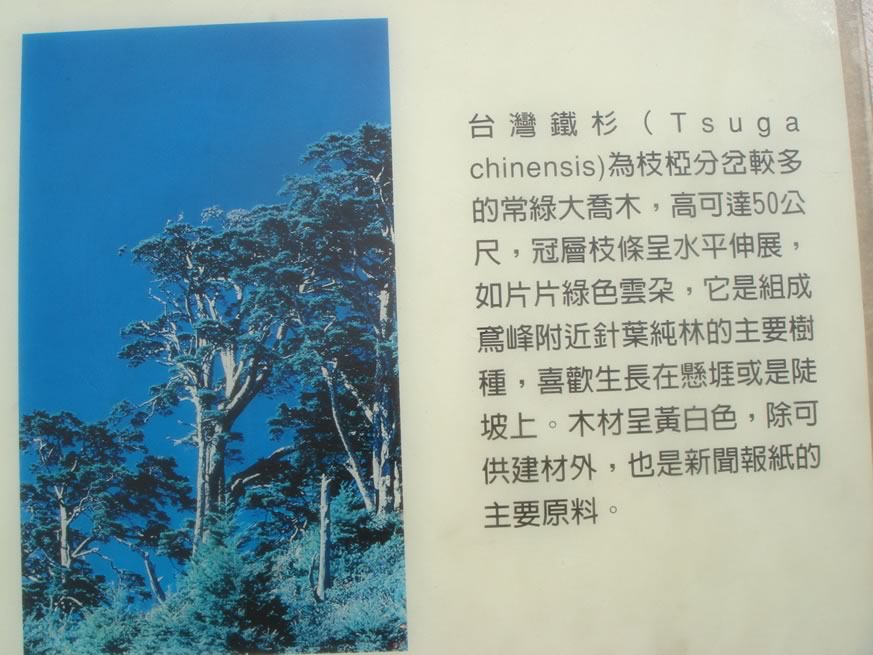 台灣鐵杉(Tsuga
chinensis)為枝椏分岔較多
的常綠大喬木，高可達50公
尺，冠層枝條呈水平伸展，
如片片綠色雲朵，它是組成
鳶峰附近針葉純林的主要樹
種，喜歡生長在懸堐或是陡
坡上。木材呈黃白色，除可
供建材外，也是新聞報紙的
主要原料。